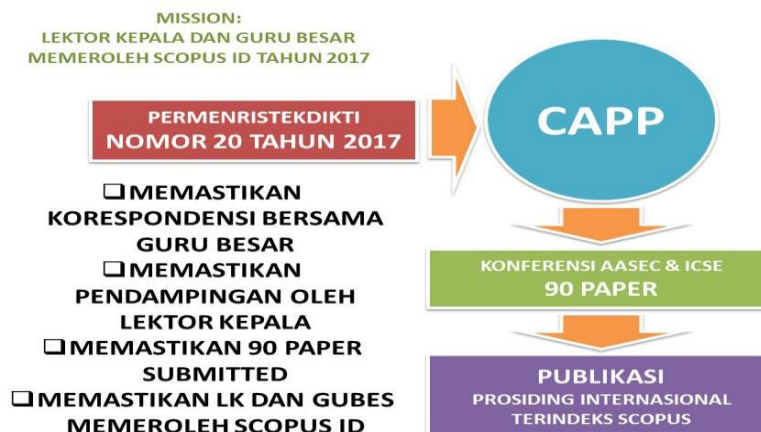 MISSION:
LEKTOR KEPALA DAN GURU BESAR
MEMEROLEH SCOPUS ID TAHUN 2017
PERMENRISTEKDIKTI
NOMOR 20 TAHUN 2017
CAPP
❑MEMASTIKAN
KORESPONDENSI BERSAMA
GURU BESAR
❑MEMASTIKAN
PENDAMPINGAN OLEH
LEKTOR KEPALA
❑MEMASTIKAN 90 PAPER
SUBMITTED
❑MEMASTIKAN LK DAN GUBES
MEMEROLEH SCOPUS ID
KONFERENSI AASEC & ICSE
90 PAPER
PUBLIKASI
PROSIDING INTERNASIONAL
TERINDEKS SCOPUS